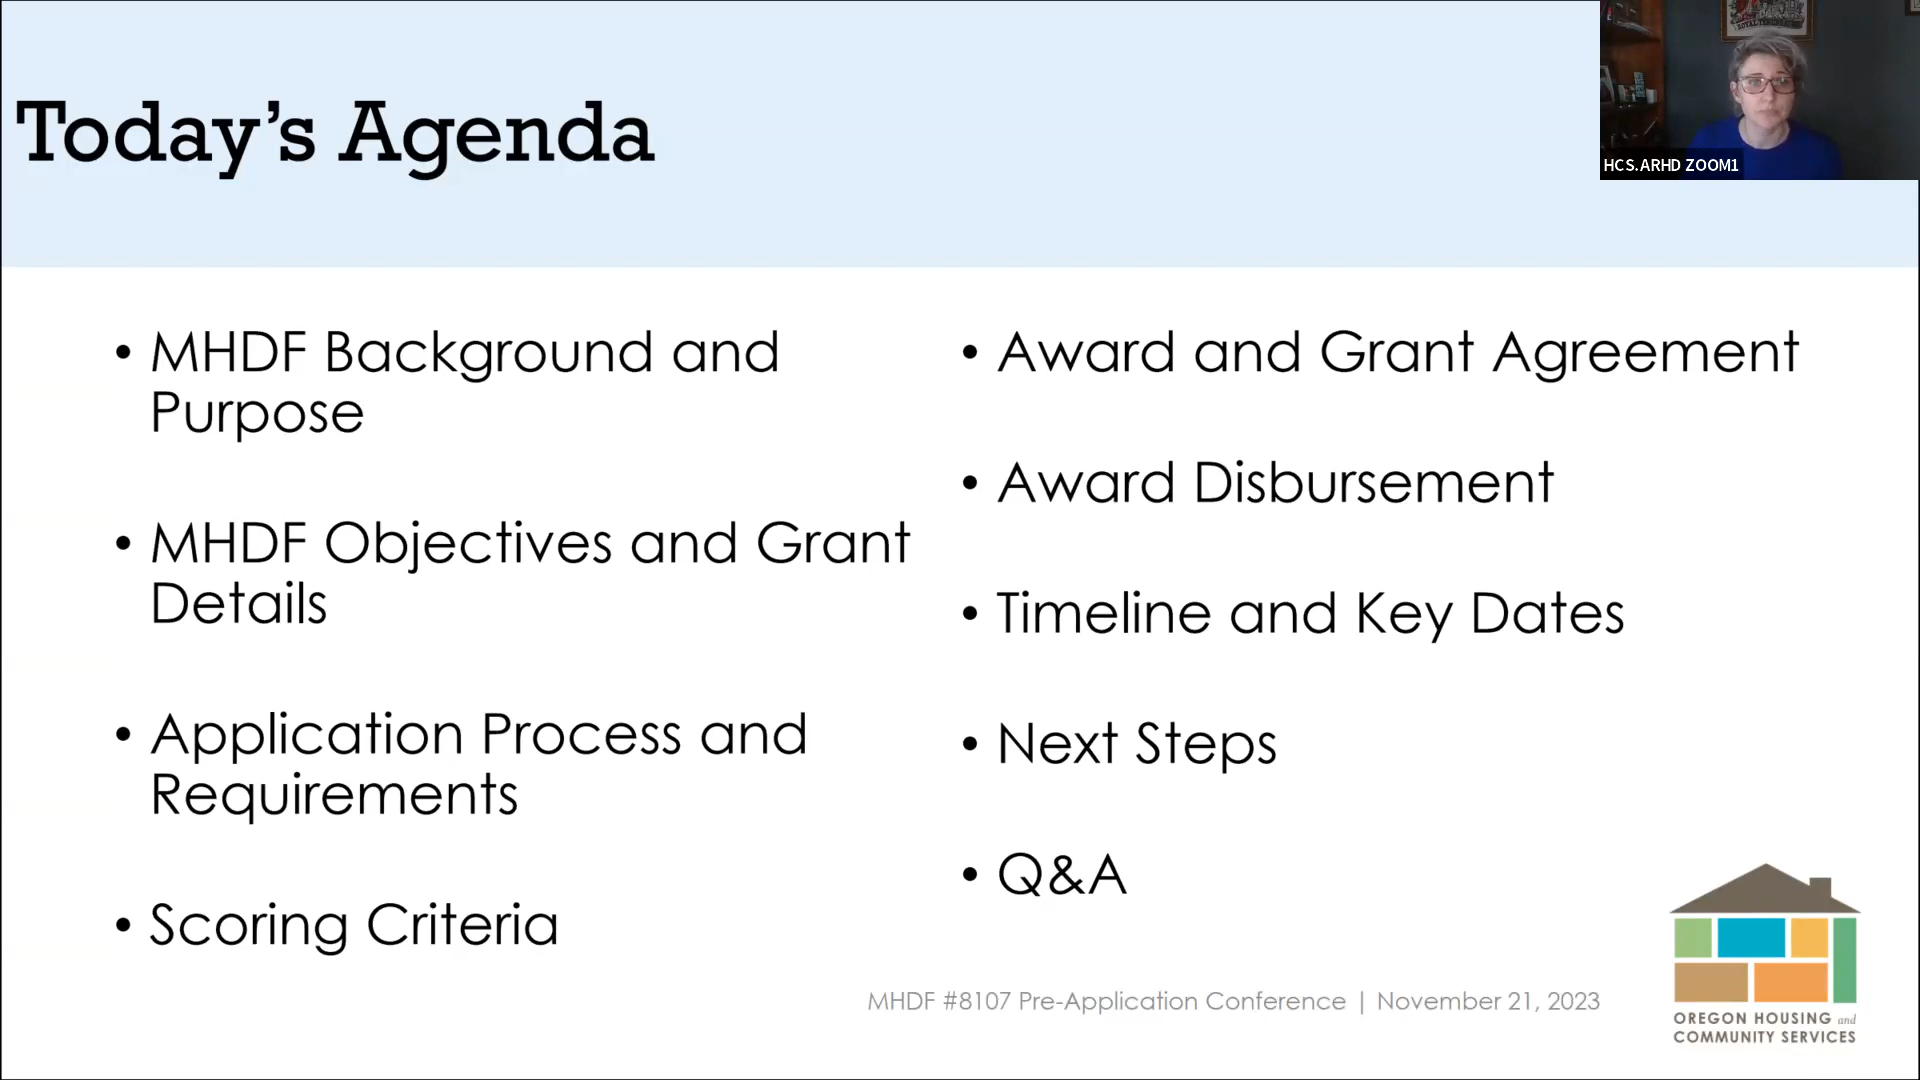 Today's Agenda
HCS.ARHD ZOOM1
• MHDF Background and
Purpose
• MHDF Objectives and Grant
Details
• Application Process and
Requirements
• Scoring Criteria
• Award and Grant Agreement
• Award Disbursement
• Timeline and Key Dates
• Next Steps
• Q&A
MHDF #8107 Pre-Application Conference | November 21, 2023
OREGON HOUSING and
COMMUNITY SERVICES